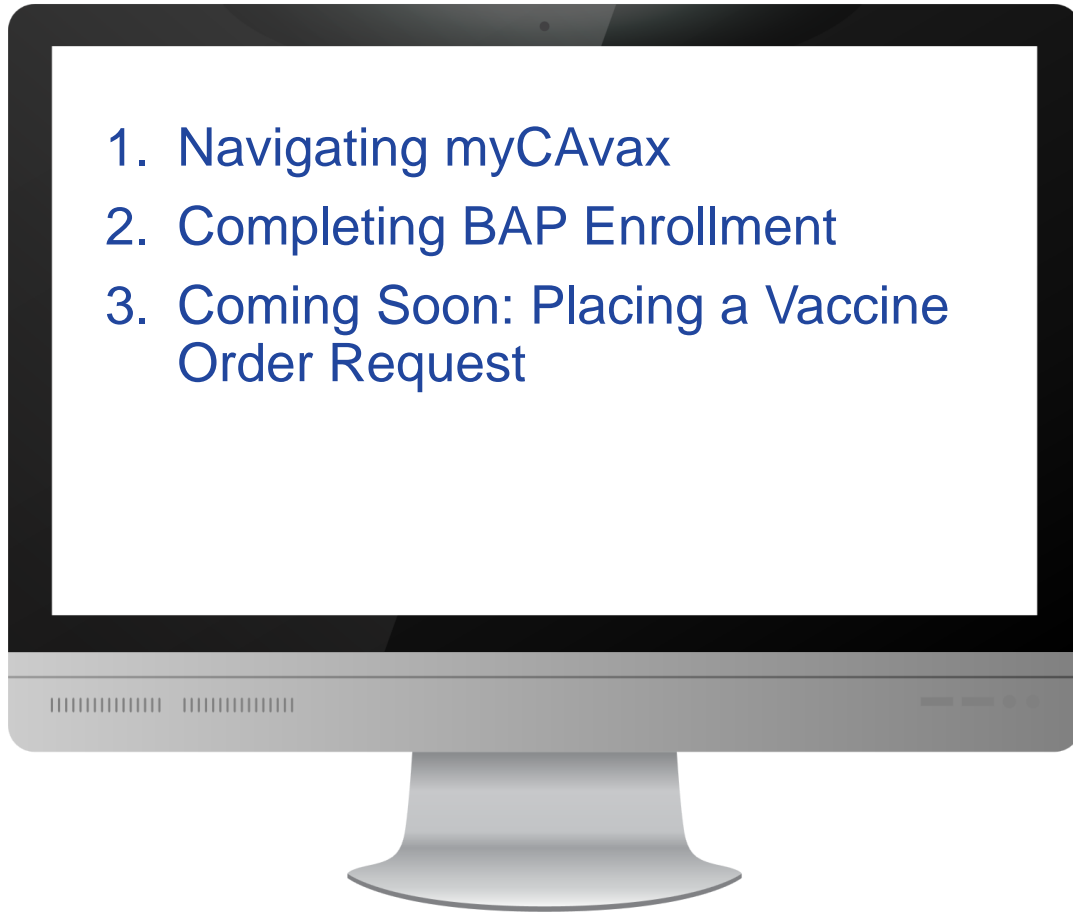 1. Navigating myCAvax
2. Completing BAP Enrollment
3. Coming Soon: Placing a Vaccine
Order Request